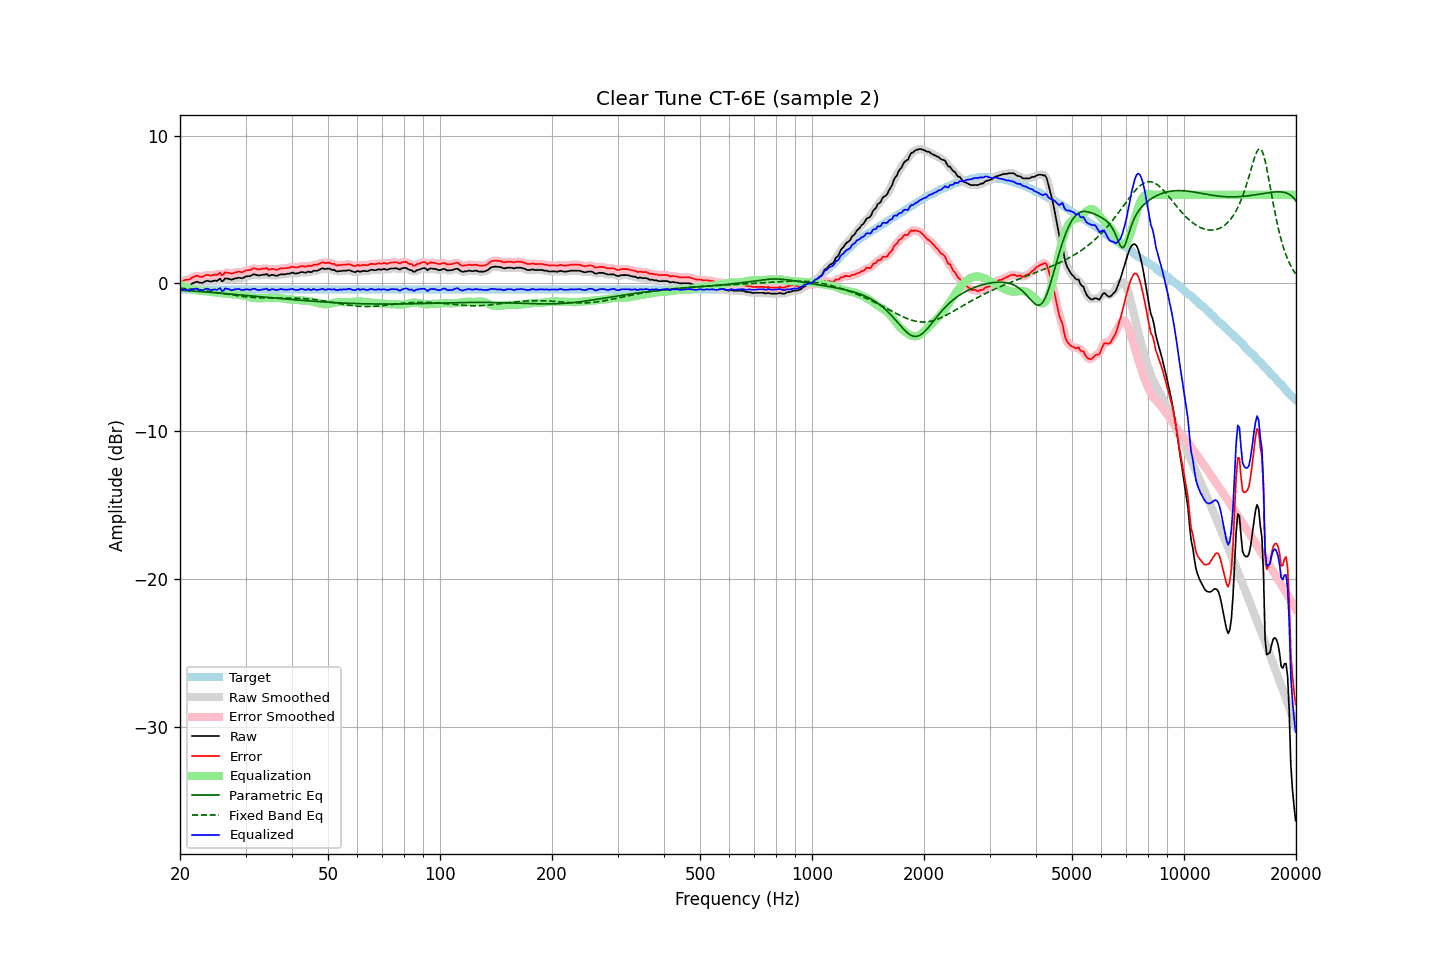 Clear Tune CT-6E (sample 2)
Amplitude (dBr)
10
0
−10
−20
−30
Target
Raw Smoothed
Error Smoothed
Raw
Error
Equalization
Parametric Eq
Fixed Band Eq
Equalized
20
50
100
200
500
1000
2000
5000
10000
20000
Frequency (Hz)